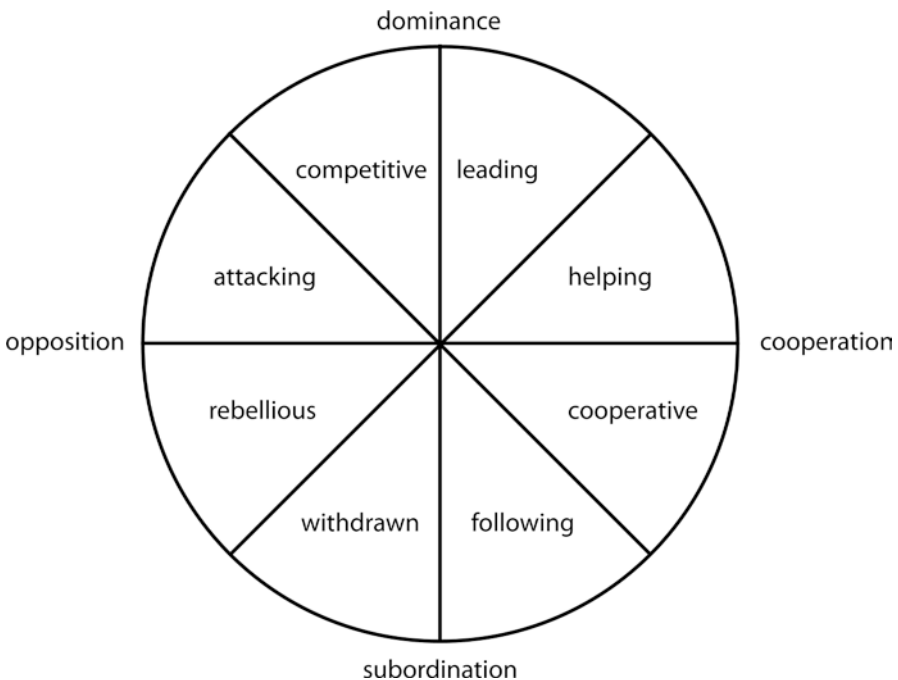 dominance
competitive leading
attacking helping
opposition cooperation
rebellious cooperative
withdrawn following
subordination